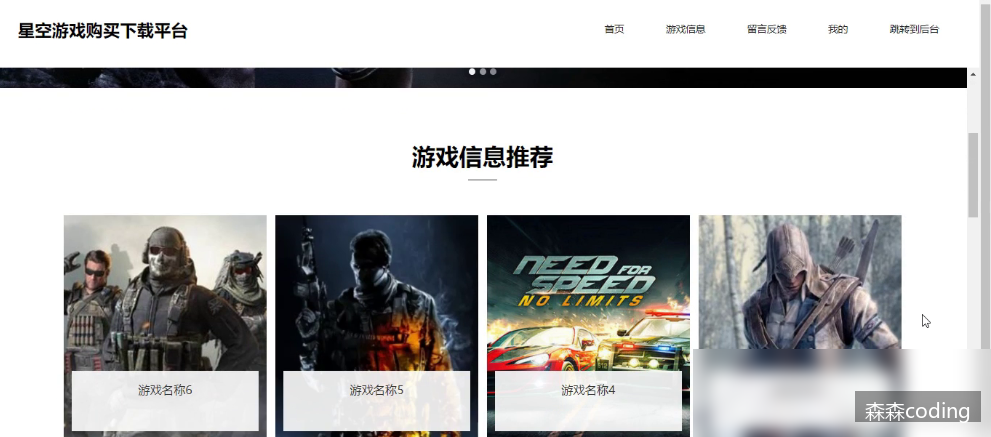 星空游戏购买下载平台
首页 游戏信息 留言反馈 我的 跳转到后台
游戏信息推荐
NEED FOR
SPEED
NO LIMITS
游戏名称6 游戏名称5 游戏名称4
森森coding